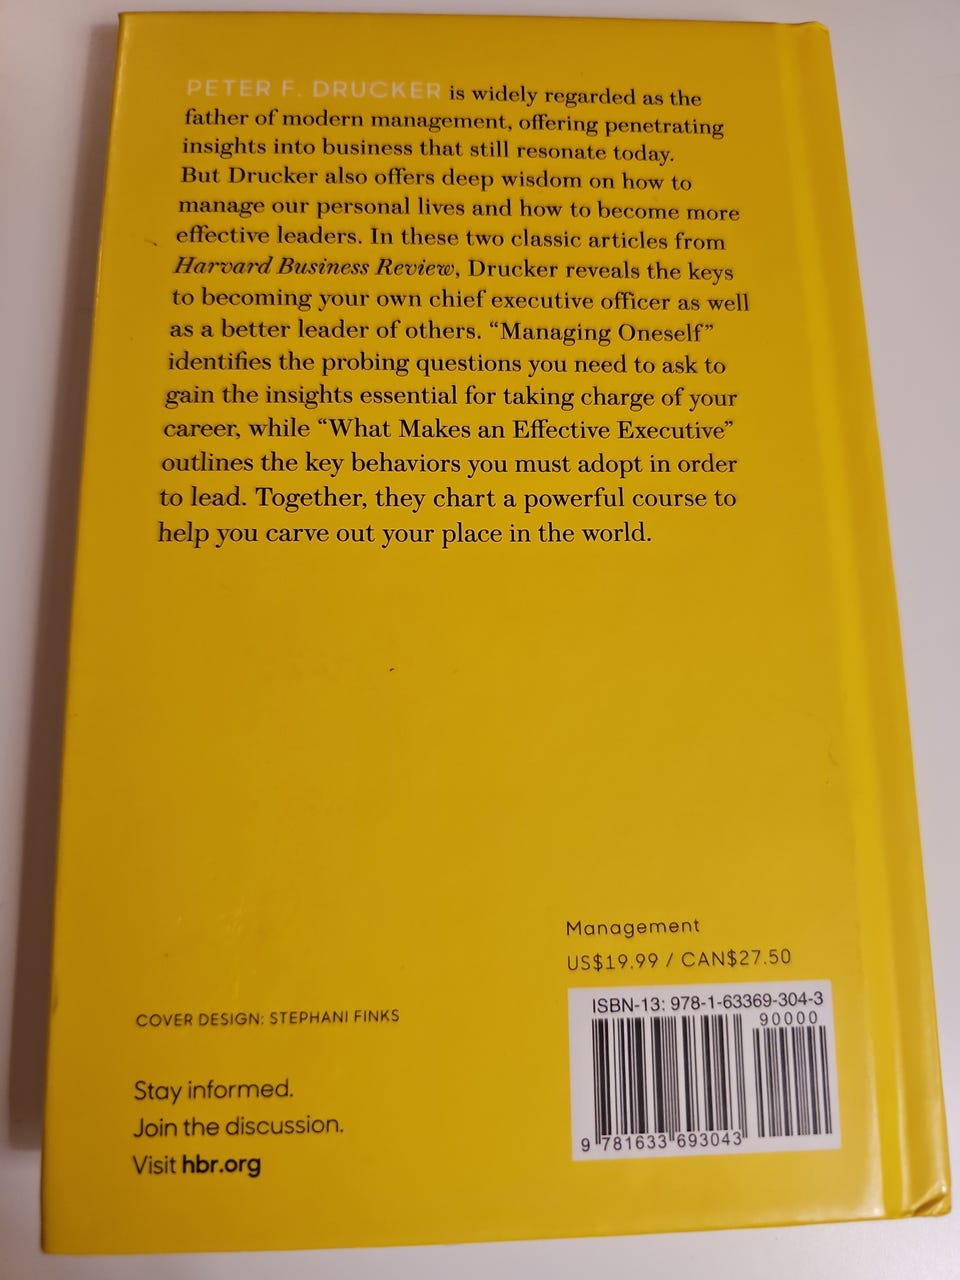 PETER F. DRUCKER is widely regarded as the
father of modern management, offering penetrating
insights into business that still resonate today.
But Drucker also offers deep wisdom on how to
manage our personal lives and how to become more
effective leaders. In these two classic articles from
Harvard Business Review, Drucker reveals the keys
to becoming your own chief executive officer as well
as a better leader of others. “Managing Oneself”
identifies the probing questions you need to ask to
gain the insights essential for taking charge of your
career, while “What Makes an Effective Executive”
outlines the key behaviors you must adopt in order
to lead. Together, they chart a powerful course to
help you carve out your place in the world.
Management
US$19.99 / CAN$27.50
ISBN-13: 978-1-63369-304-3
90000
9 781633 693043
COVER DESIGN: STEPHANI FINKS
Stay informed.
Join the discussion.
Visit hbr.org